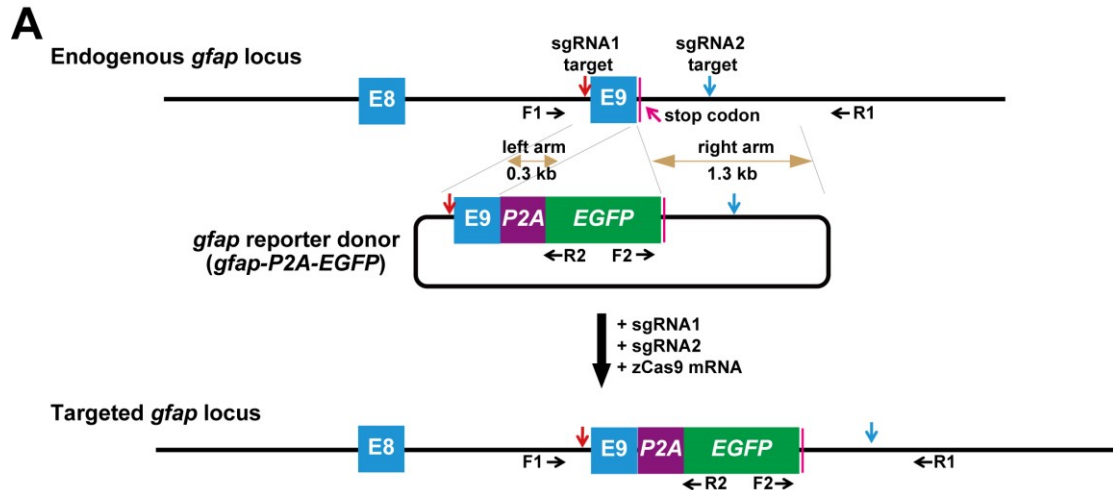 A
Endogenous gfap locus
sgRNA1
target
sgRNA2
target
E8
E9
F1
stop codon
R1
left arm
0.3 kb
right arm
1.3 kb
E9 P2A EGFP
gfap reporter donor
(gfap-P2A-EGFP)
R2 F2
+ sgRNA1
+ sgRNA2
+ zCas9 mRNA
Targeted gfap locus
E8
E9 P2A EGFP
F1
R2 F2
R1